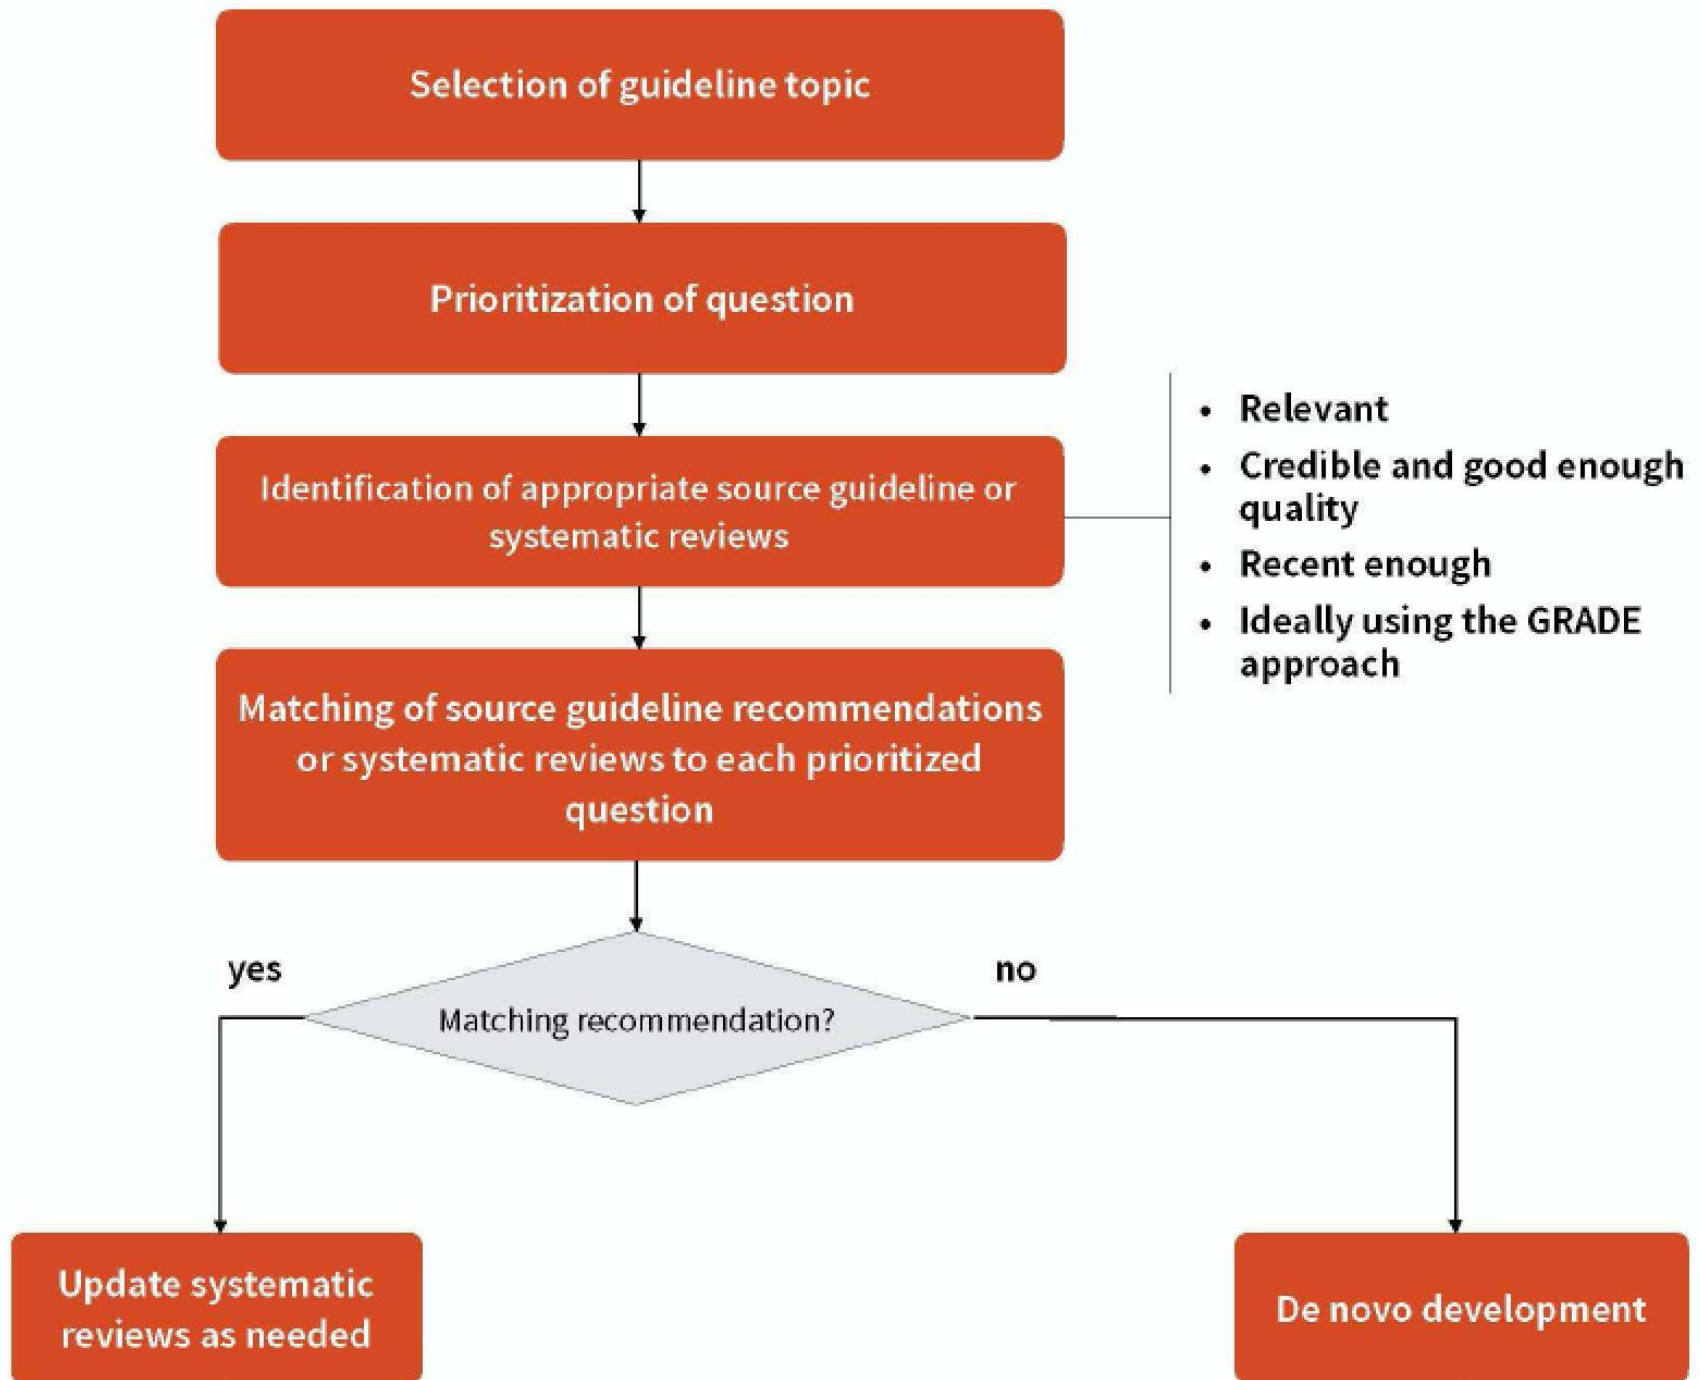 Selection of guideline topic
Prioritization of question
Identification of appropriate source guideline or
systematic reviews
• Relevant
• Credible and good enough
quality
• Recent enough
• Ideally using the GRADE
approach
Matching of source guideline recommendations
or systematic reviews to each prioritized
question
yes
no
Matching recommendation?
Update systematic
reviews as needed
De novo development